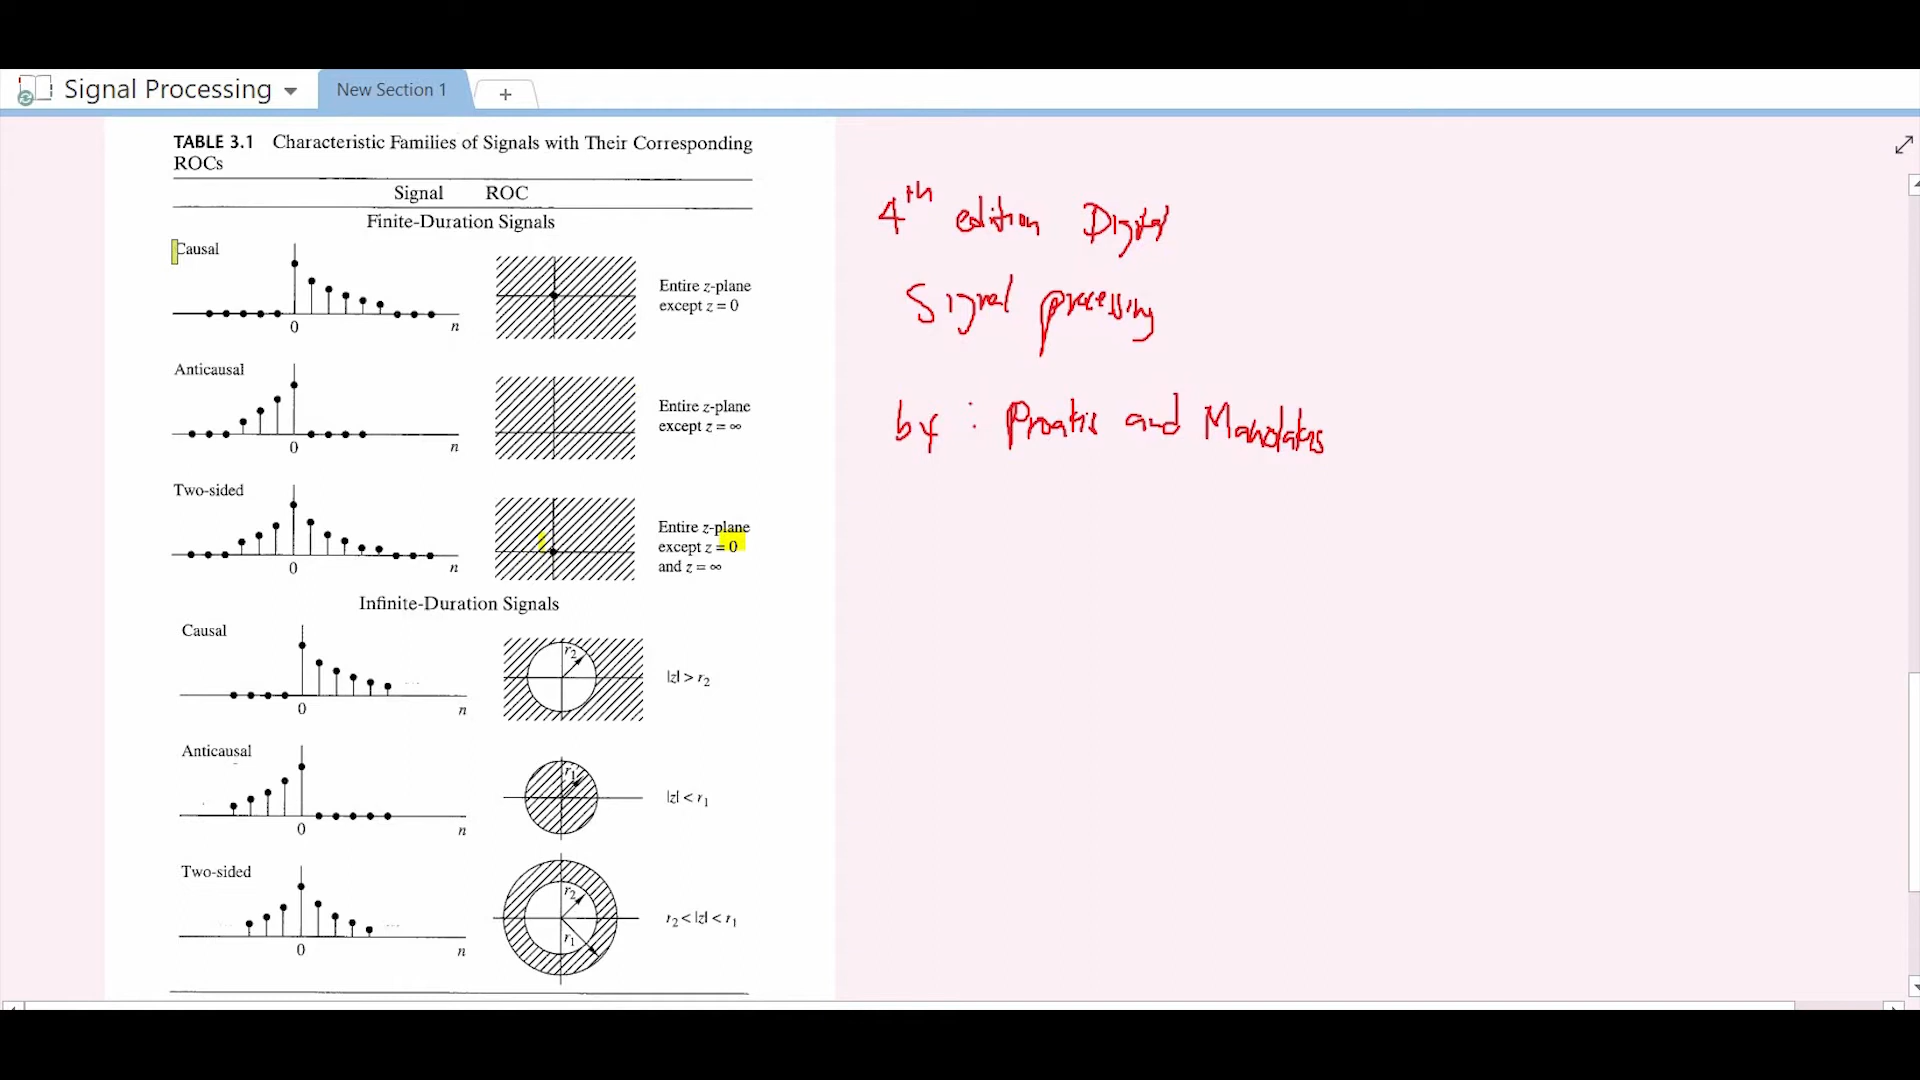 Signal Processing
New Section 1
+
TABLE 3.1 Characteristic Families of Signals with Their Corresponding
ROCs
Signal ROC
Finite-Duration Signals
Causal
0
n
Entire z-plane
except z = 0
Anticausal
0
n
Entire z-plane
except z = ∞
Two-sided
0
n
Entire z-plane
except z = 0
and z = ∞
Infinite-Duration Signals
Causal
0
n
r₂
|z| > r₂
Anticausal
0
n
r₁
|z| < r₁
Two-sided
0
n
r₂
r₁
r₂ < |z| < r₁
4th edition Digital
Signal processing
by : Proakis and Manolakis